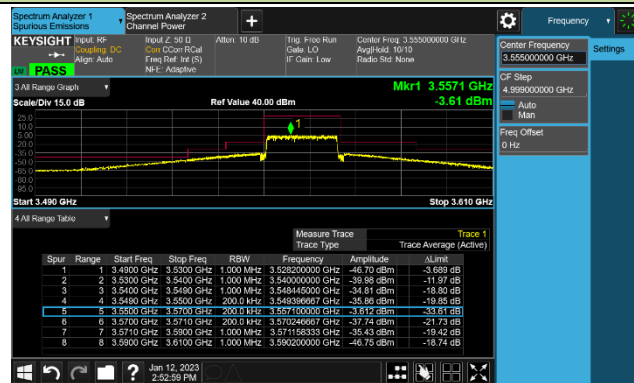 Spectrum Analyzer 1
Spurious Emissions
Spectrum Analyzer 2
Channel Power
Frequency
KEYSIGHT
Input: RF
Coupling: DC
Align: Auto
Input Z: 50 Ω
Corr CCorr RCal
Freq Ref: Int (S)
NFE: Adaptive
Atten: 10 dB
Trig: Free Run
Gate: LO
IF Gain: Low
Center Freq: 3.555000000 GHz
Avg|Hold: 10/10
Radio Std: None
PASS
Center Frequency
3.555000000 GHz
Settings
CF Step
4.999000000 GHz
Auto
Man
Freq Offset
0 Hz
3 All Range Graph
Mkr1 3.5571 GHz
Scale/Div 15.0 dB
Ref Value 40.00 dBm
-3.61 dBm
1
25.0
10.0
5.00
-20.0
-35.0
-50.0
-65.0
-80.0
-95.0
Start 3.490 GHz
Stop 3.610 GHz
4 All Range Table
Measure Trace Trace 1
Trace Type Trace Average (Active)
Spur Range Start Freq Stop Freq RBW Frequency Amplitude ΔLimit
1 1 3.4900 GHz 3.5300 GHz 1.000 MHz 3.528200000 GHz -46.70 dBm -3.689 dB
2 2 3.5300 GHz 3.5400 GHz 1.000 MHz 3.540000000 GHz -39.98 dBm -11.97 dB
3 3 3.5400 GHz 3.5490 GHz 1.000 MHz 3.548445000 GHz -34.81 dBm -18.80 dB
4 4 3.5490 GHz 3.5500 GHz 200.0 kHz 3.549396667 GHz -35.86 dBm -19.85 dB
5 5 3.5500 GHz 3.5700 GHz 200.0 kHz 3.557100000 GHz -3.612 dBm -33.61 dB
6 6 3.5700 GHz 3.5710 GHz 200.0 kHz 3.570246667 GHz -37.74 dBm -21.73 dB
7 7 3.5710 GHz 3.5900 GHz 1.000 MHz 3.571158333 GHz -35.43 dBm -19.42 dB
8 8 3.5900 GHz 3.6100 GHz 1.000 MHz 3.590200000 GHz -46.75 dBm -18.74 dB
Jan 12, 2023
2:52:59 PM